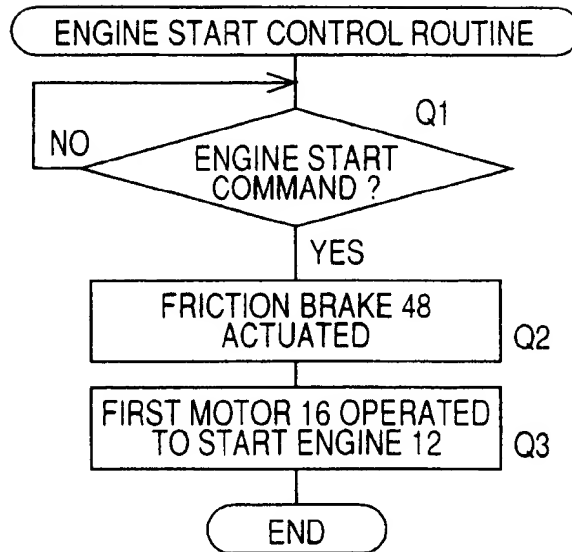 ENGINE START CONTROL ROUTINE
Q1
NO
ENGINE START
COMMAND ?
YES
FRICTION BRAKE 48
ACTUATED
Q2
FIRST MOTOR 16 OPERATED
TO START ENGINE 12
Q3
END